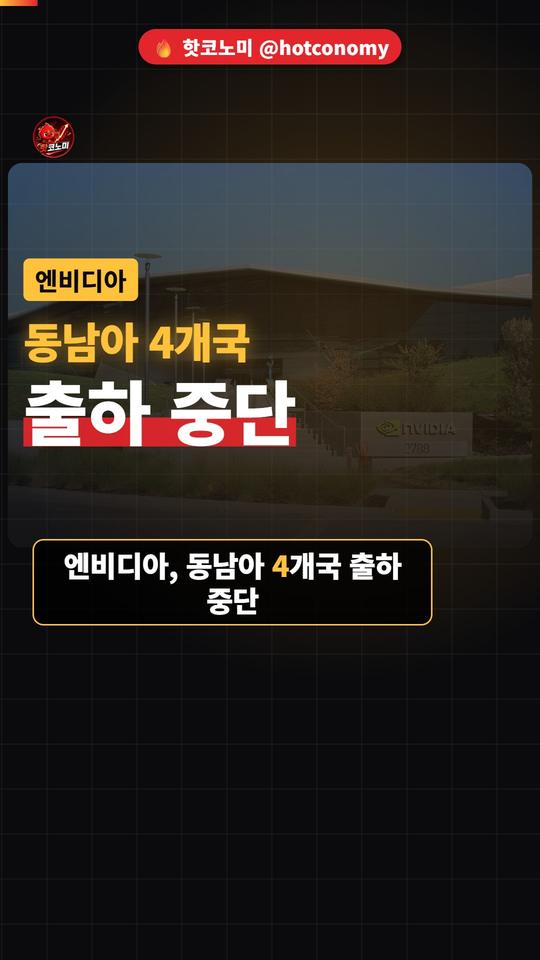 핫코노미 @hotconomy
핫코노미
엔비디아
동남아 4개국
출하 중단
NVIDIA
2788
엔비디아, 동남아 4개국 출하
중단